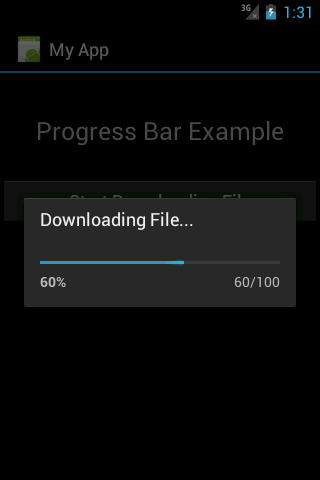 3G 1:31
My App
Progress Bar Example
Downloading File...
60% 60/100